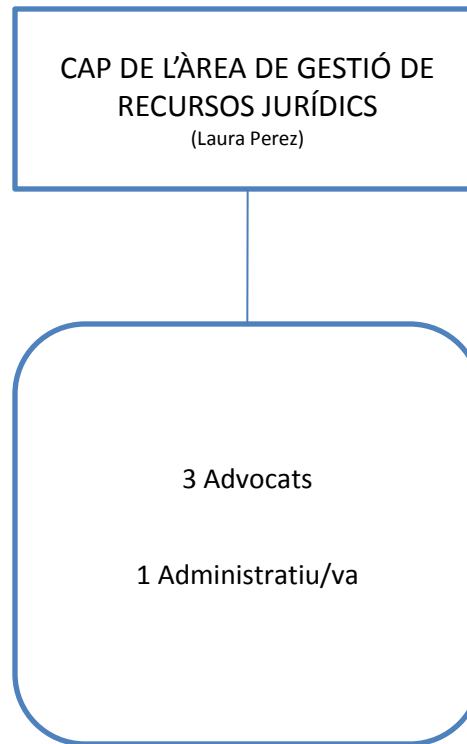 CAP DE L’ÀREA DE GESTIÓ DE
RECURSOS JURÍDICS
(Laura Perez)
3 Advocats
1 Administratiu/va